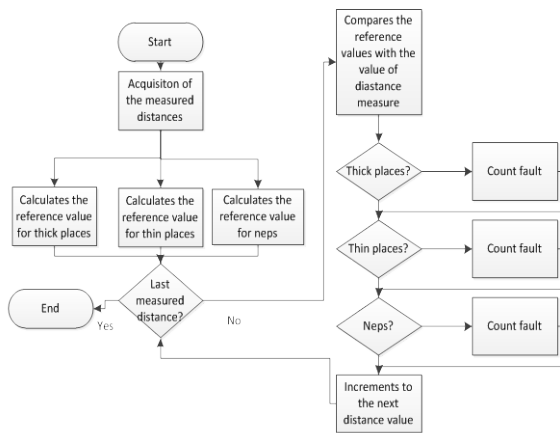 Start
Acquisiton of
the measured
distances
Calculates the
reference value
for thick places
Calculates the
reference value
for thin places
Calculates the
reference value
for neps
Last
measured
distance?
End
Yes
No
Compares the
reference
values with the
value of
diastance
measure
Thick places?
Count fault
Thin places?
Count fault
Neps?
Count fault
Increments to
the next
distance value